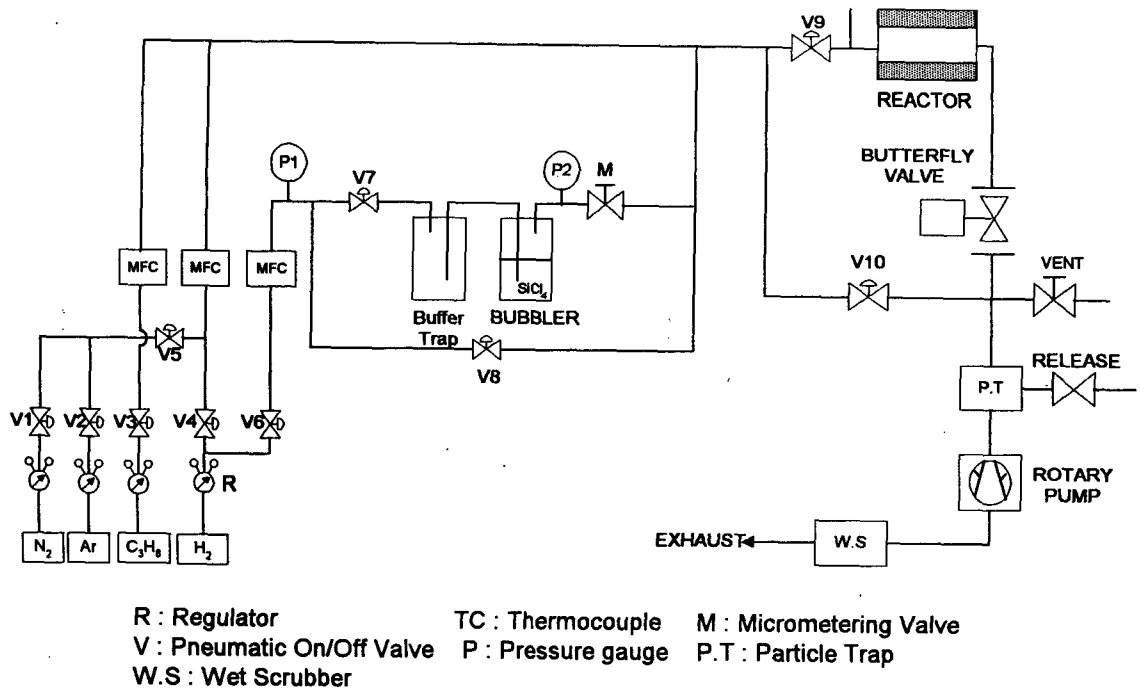 V9
REACTOR
BUTTERFLY
VALVE
P1
V7
P2
M
MFC
MFC
MFC
SiCl4
Buffer
Trap
BUBBLER
V10
VENT
V5
V8
RELEASE
P.T
V1
V2
V3
V4
V6
R
ROTARY
PUMP
N2
Ar
C3H8
H2
EXHAUST
W.S
R : Regulator
TC : Thermocouple
M : Micrometering Valve
V : Pneumatic On/Off Valve
P : Pressure gauge
P.T : Particle Trap
W.S : Wet Scrubber